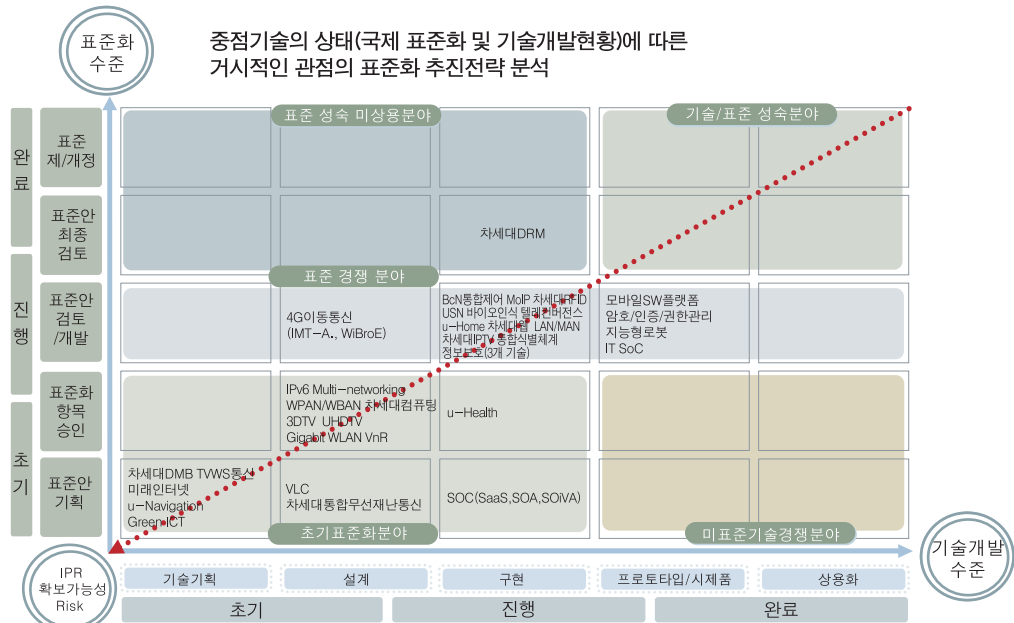 표준화
수준
중점기술의 상태(국제 표준화 및 기술개발현황)에 따른
거시적인 관점의 표준화 추진전략 분석
표준 성숙 미상용분야
기술/표준 성숙분야
완료
표준
제/개정
표준안
최종
검토
차세대DRM
표준 경쟁 분야
진행
표준안
검토
/개발
4G이동통신
(IMT-A., WiBroE)
BcN통합제어 MoIP 차세대RFID
USN 바이오인식 텔레컨버전스
u-Home 차세대웹 LAN/MAN
차세대IPTV 통합식별체계
정보보호(3개 기술)
모바일SW플랫폼
암호/인증/권한관리
지능형로봇
IT SoC
표준화
항목
승인
IPv6 Multi-networking
WPAN/WBAN 차세대컴퓨팅
3DTV UHDTV
Gigabit WLAN VnR
u-Health
초기
표준안
기획
차세대DMB TVWS통신
미래인터넷
u-Navigation
Green ICT
VLC
차세대통합무선재난통신
SOC(SaaS,SOA,SOiVA)
초기표준화분야
미표준기술경쟁분야
기술개발
수준
IPR
확보가능성
Risk
기술기획
설계
구현
프로토타입/시제품
상용화
초기
진행
완료